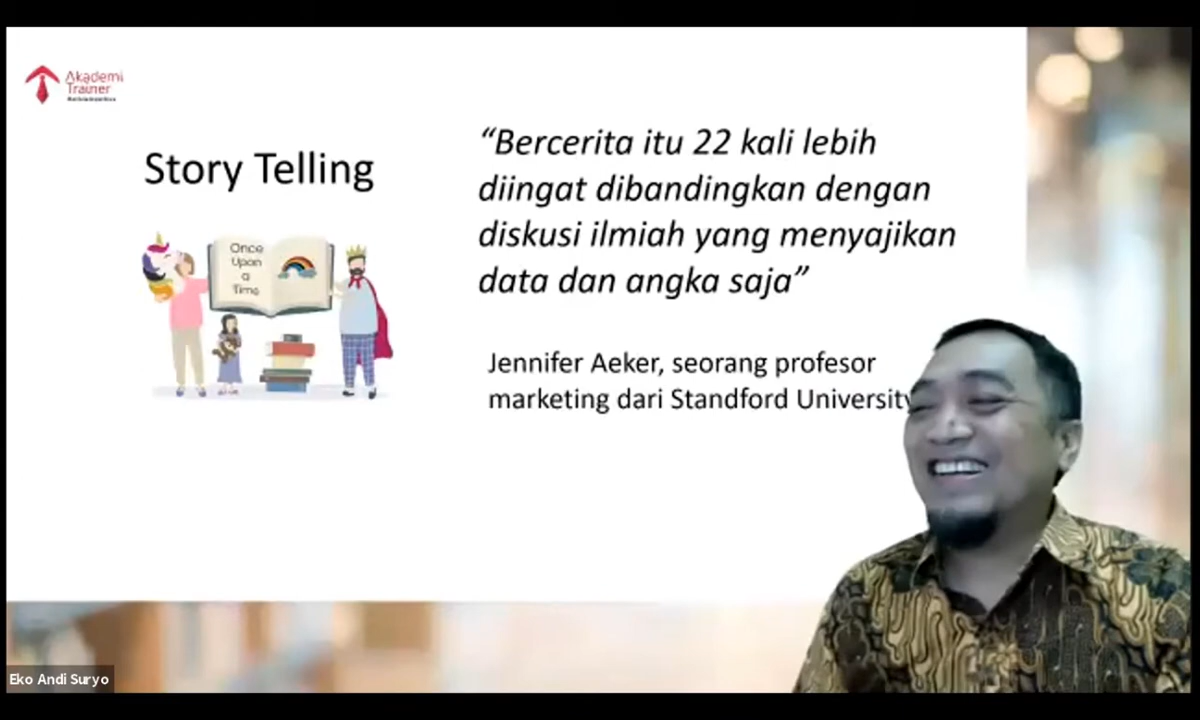 Akademi
Trainer
Story Telling
Once
Upon
a
Time
“Bercerita itu 22 kali lebih
diingat dibandingkan dengan
diskusi ilmiah yang menyajikan
data dan angka saja”
Jennifer Aeker, seorang profesor
marketing dari Standford University
Eko Andi Suryo